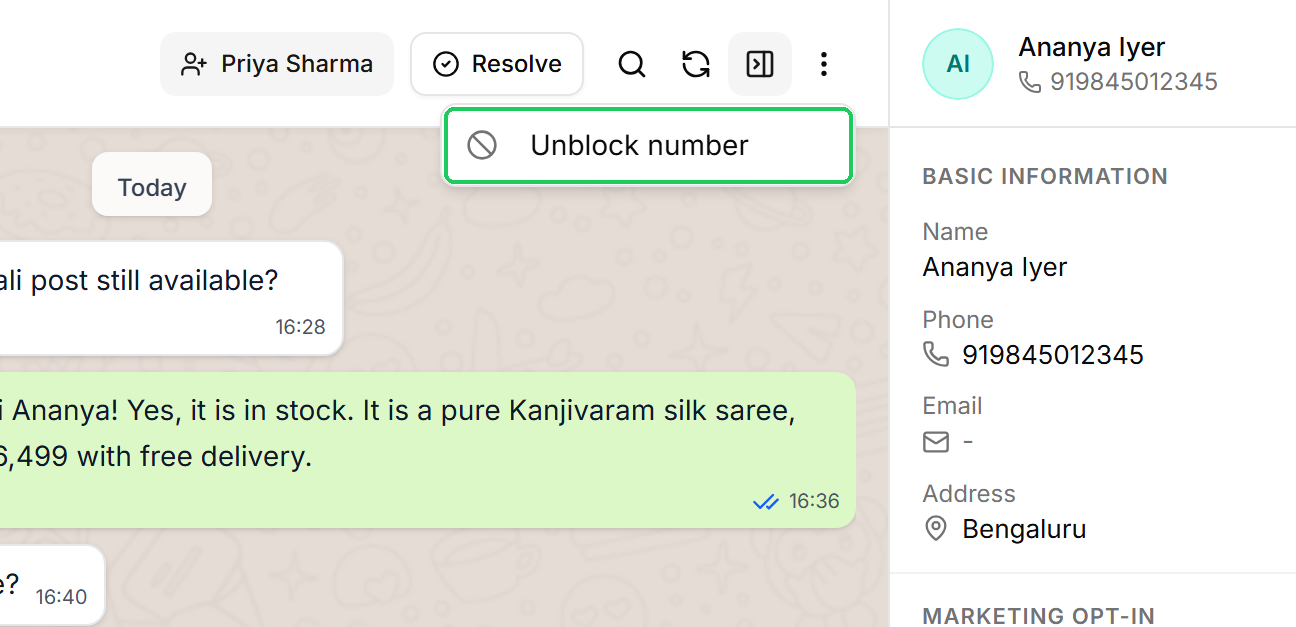 Priya Sharma
Resolve
Unblock number
Today
ali post still available?
16:28
i Ananya! Yes, it is in stock. It is a pure Kanjivaram silk saree,
6,499 with free delivery.
16:36
e?
16:40
AI
Ananya Iyer
919845012345
BASIC INFORMATION
Name
Ananya Iyer
Phone
919845012345
Email
-
Address
Bengaluru
MARKETING OPT-IN